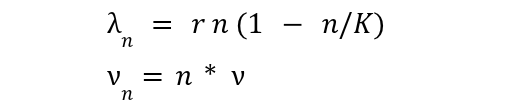 λₙ = r n (1 − n/K)
νₙ = n * ν